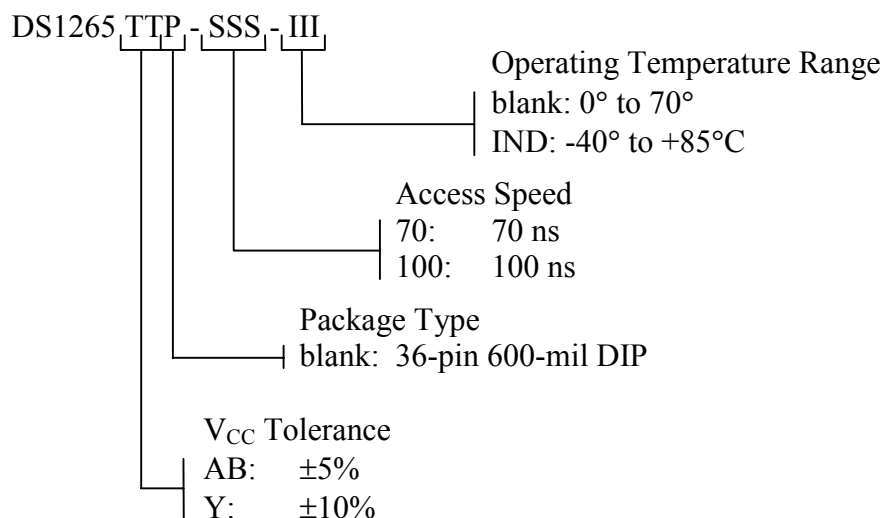 DS1265 TTP - SSS - III
Operating Temperature Range
blank: 0° to 70°
IND: -40° to +85°C
Access Speed
70: 70 ns
100: 100 ns
Package Type
blank: 36-pin 600-mil DIP
VCC Tolerance
AB: ±5%
Y: ±10%